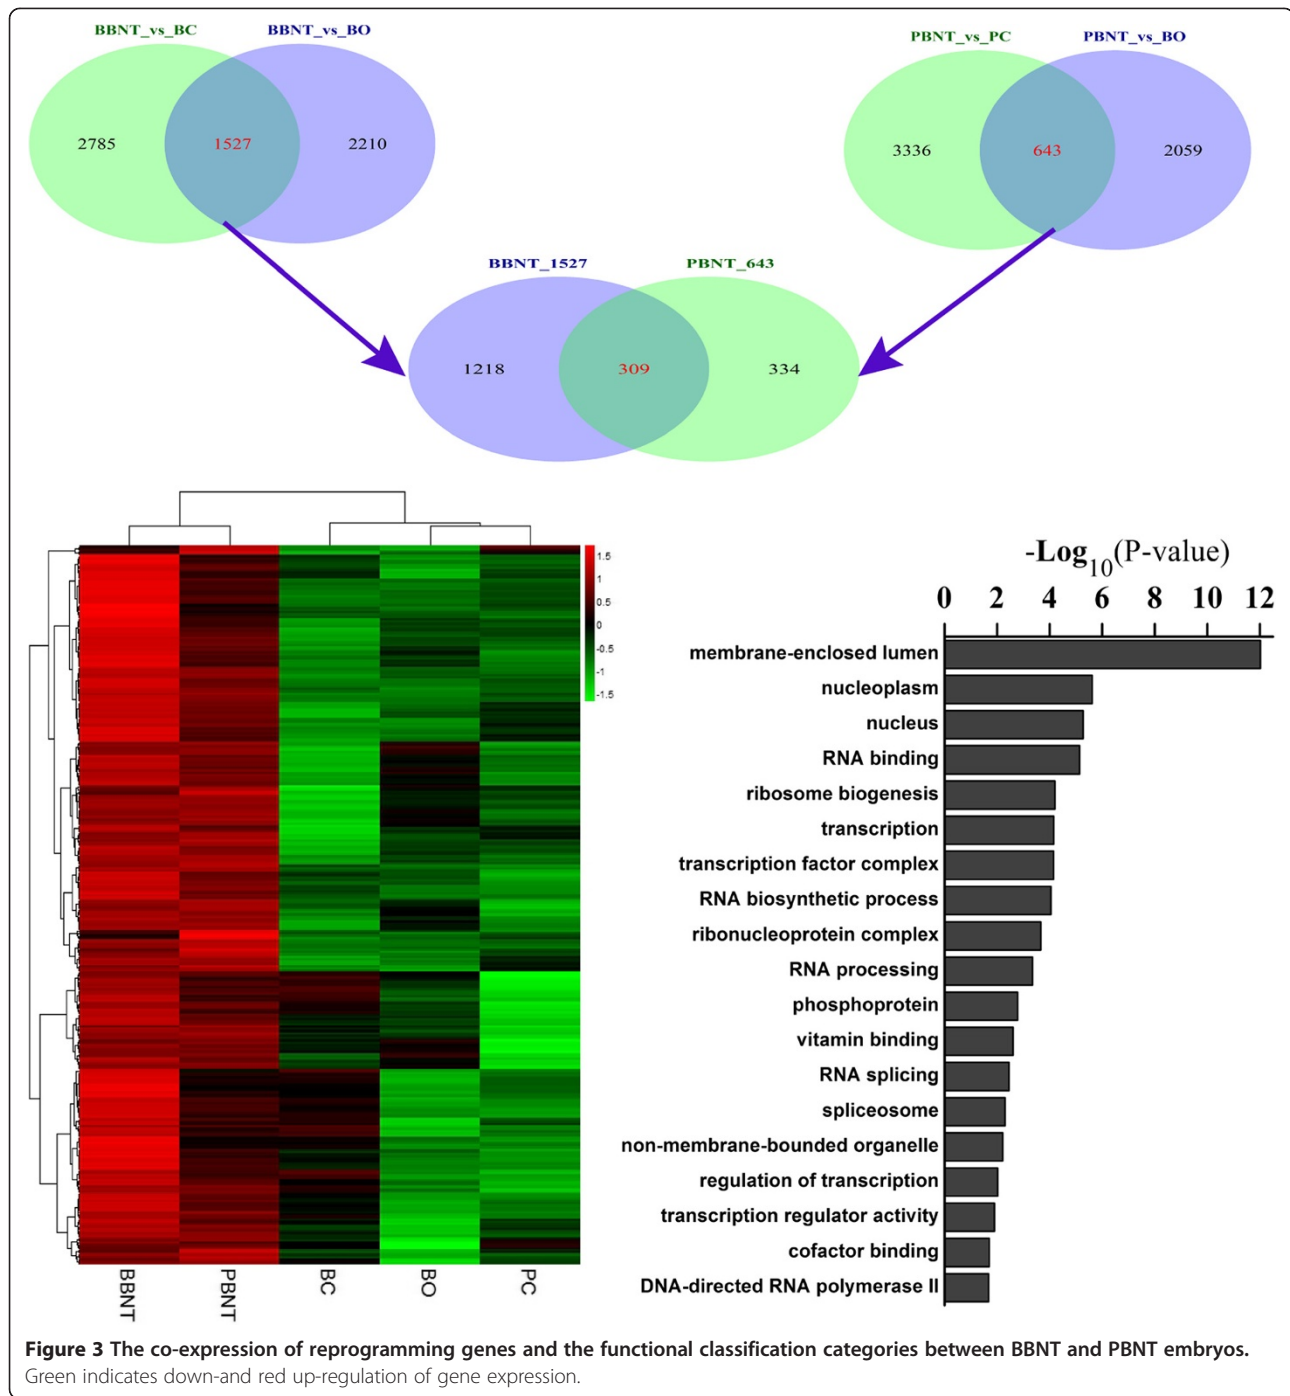 BBNT_vs_BC
BBNT_vs_BO
PBNT_vs_PC
PBNT_vs_BO
2785
1527
2210
3336
643
2059
BBNT_1527
PBNT_643
1218
309
334
1.5
1
0.5
0
-0.5
-1
-1.5
BBNT
PBNT
BC
BO
PC
-Log10(P-value)
0 2 4 6 8 10 12
membrane-enclosed lumen
nucleoplasm
nucleus
RNA binding
ribosome biogenesis
transcription
transcription factor complex
RNA biosynthetic process
ribonucleoprotein complex
RNA processing
phosphoprotein
vitamin binding
RNA splicing
spliceosome
non-membrane-bounded organelle
regulation of transcription
transcription regulator activity
cofactor binding
DNA-directed RNA polymerase II
Figure 3 The co-expression of reprogramming genes and the functional classification categories between BBNT and PBNT embryos.
Green indicates down-and red up-regulation of gene expression.